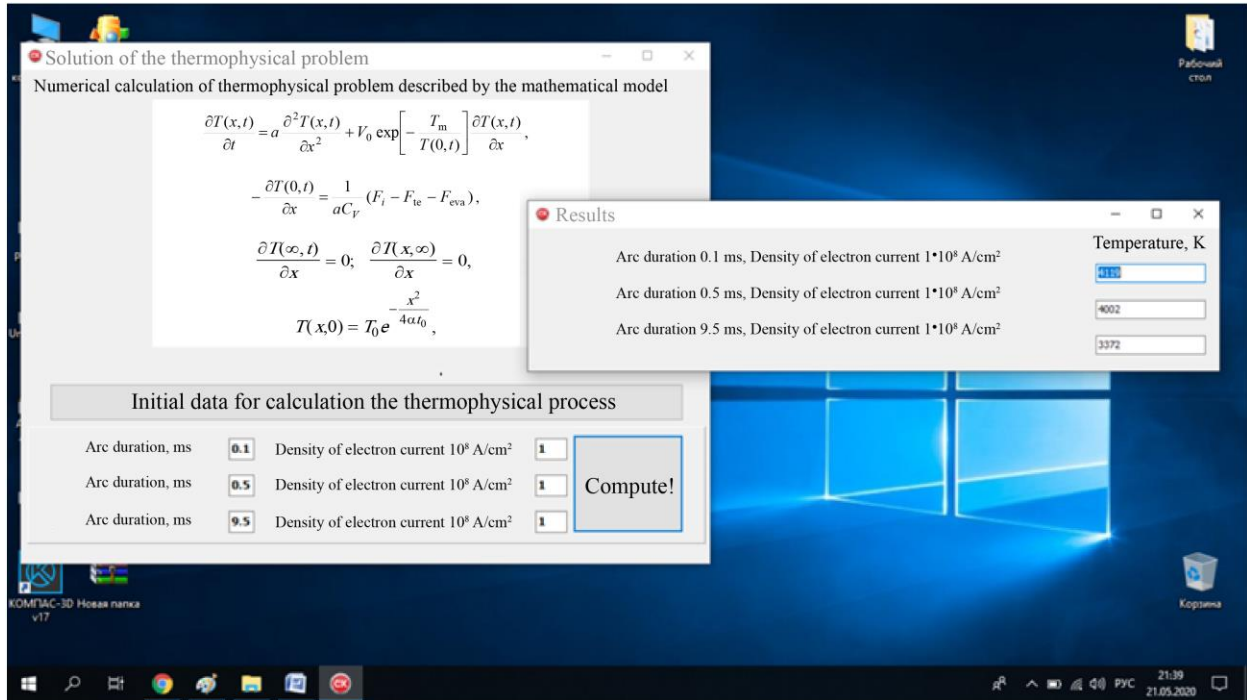 Solution of the thermophysical problem
Numerical calculation of thermophysical problem described by the mathematical model
∂T(x,t)/∂t = a ∂²T(x,t)/∂x² + V₀ exp[−Tₘ/T(0,t)] ∂T(x,t)/∂x,
−∂T(0,t)/∂x = 1/(aC_V) (F_i − F_te − F_eva),
∂T(∞,t)/∂x = 0; ∂T(x,∞)/∂x = 0,
T(x,0) = T₀e^(−x²/(4αt₀)),
Initial data for calculation the thermophysical process
Arc duration, ms 0.1 Density of electron current 10⁸ A/cm² 1
Arc duration, ms 0.5 Density of electron current 10⁸ A/cm² 1
Arc duration, ms 9.5 Density of electron current 10⁸ A/cm² 1
Compute!
Results
Temperature, K
Arc duration 0.1 ms, Density of electron current 1•10⁸ A/cm²
4119
Arc duration 0.5 ms, Density of electron current 1•10⁸ A/cm²
4002
Arc duration 9.5 ms, Density of electron current 1•10⁸ A/cm²
3372
Рабочий
стол
КОМПАС-3D
v17
Новая папка
Корзина
РУС
21:39
21.05.2020